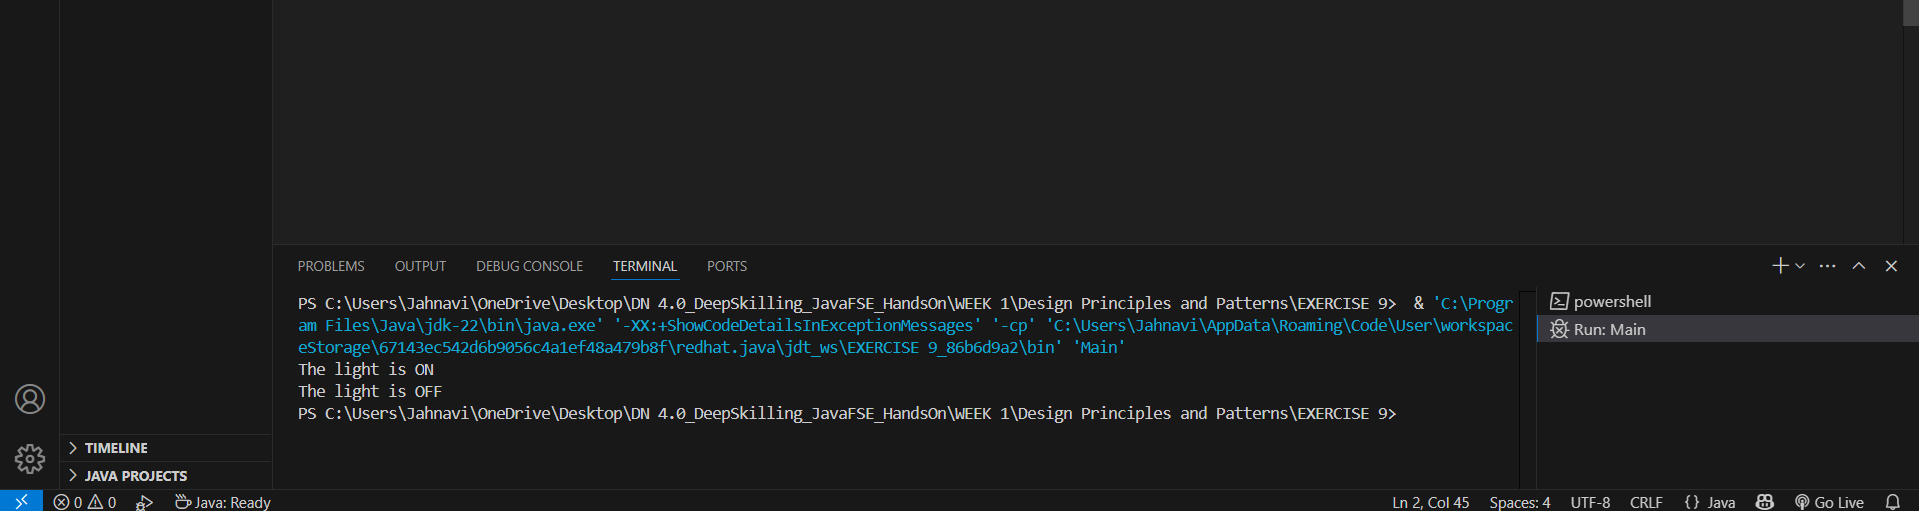 PROBLEMS OUTPUT DEBUG CONSOLE TERMINAL PORTS
PS C:\Users\Jahnavi\OneDrive\Desktop\DN 4.0_DeepSkilling_JavaFSE_HandsOn\WEEK 1\Design Principles and Patterns\EXERCISE 9>  & 'C:\Progr
am Files\Java\jdk-22\bin\java.exe' '-XX:+ShowCodeDetailsInExceptionMessages' '-cp' 'C:\Users\Jahnavi\AppData\Roaming\Code\User\workspac
eStorage\67143ec542d6b9056c4a1ef48a479b8f\redhat.java\jdt_ws\EXERCISE 9_86b6d9a2\bin' 'Main'
The light is ON
The light is OFF
PS C:\Users\Jahnavi\OneDrive\Desktop\DN 4.0_DeepSkilling_JavaFSE_HandsOn\WEEK 1\Design Principles and Patterns\EXERCISE 9>
powershell
Run: Main
TIMELINE
JAVA PROJECTS
0 0 Java: Ready Ln 2, Col 45 Spaces: 4 UTF-8 CRLF {} Java Go Live